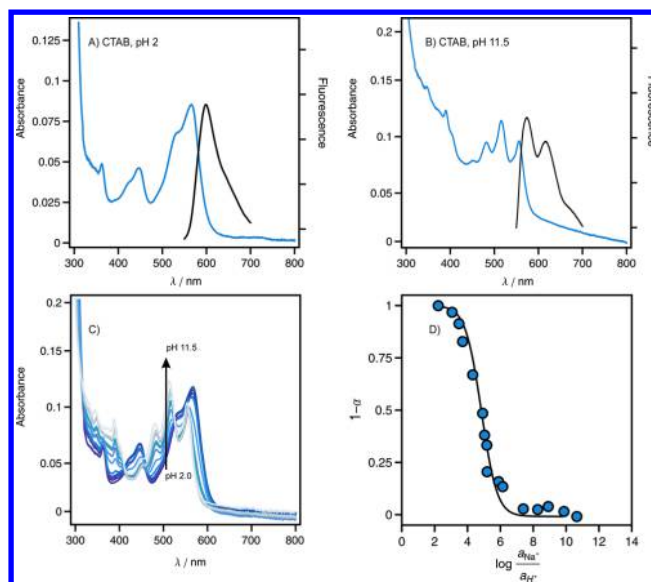 A) CTAB, pH 2
Absorbance
0.125
0.1
0.075
0.05
0.025
0
Fluorescence
300 400 500 600 700 800
λ / nm
B) CTAB, pH 11.5
Absorbance
0.2
0.15
0.1
0.05
0
Fluorescence
300 400 500 600 700 800
λ / nm
C)
pH 11.5
pH 2.0
Absorbance
0.2
0.15
0.1
0.05
0
300 400 500 600 700 800
λ / nm
D)
1-α
1
0.75
0.5
0.25
0
0 2 4 6 8 10 12 14
log aNa+ / aH+